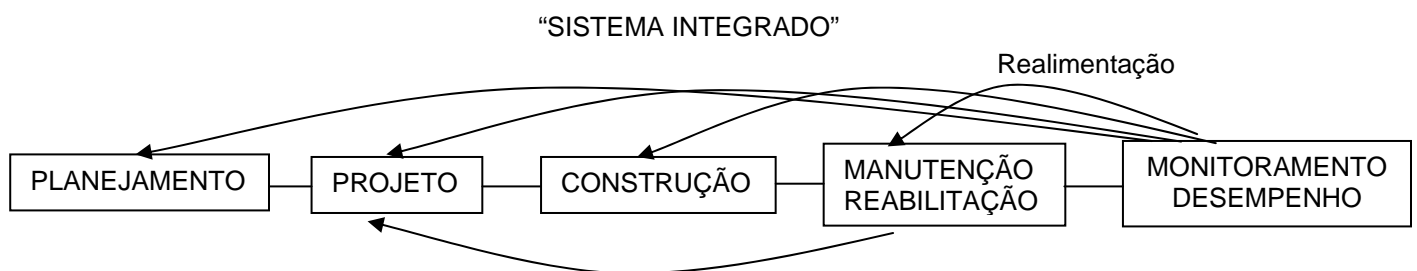 “SISTEMA INTEGRADO”
Realimentação
PLANEJAMENTO
PROJETO
CONSTRUÇÃO
MANUTENÇÃO
REABILITAÇÃO
MONITORAMENTO
DESEMPENHO